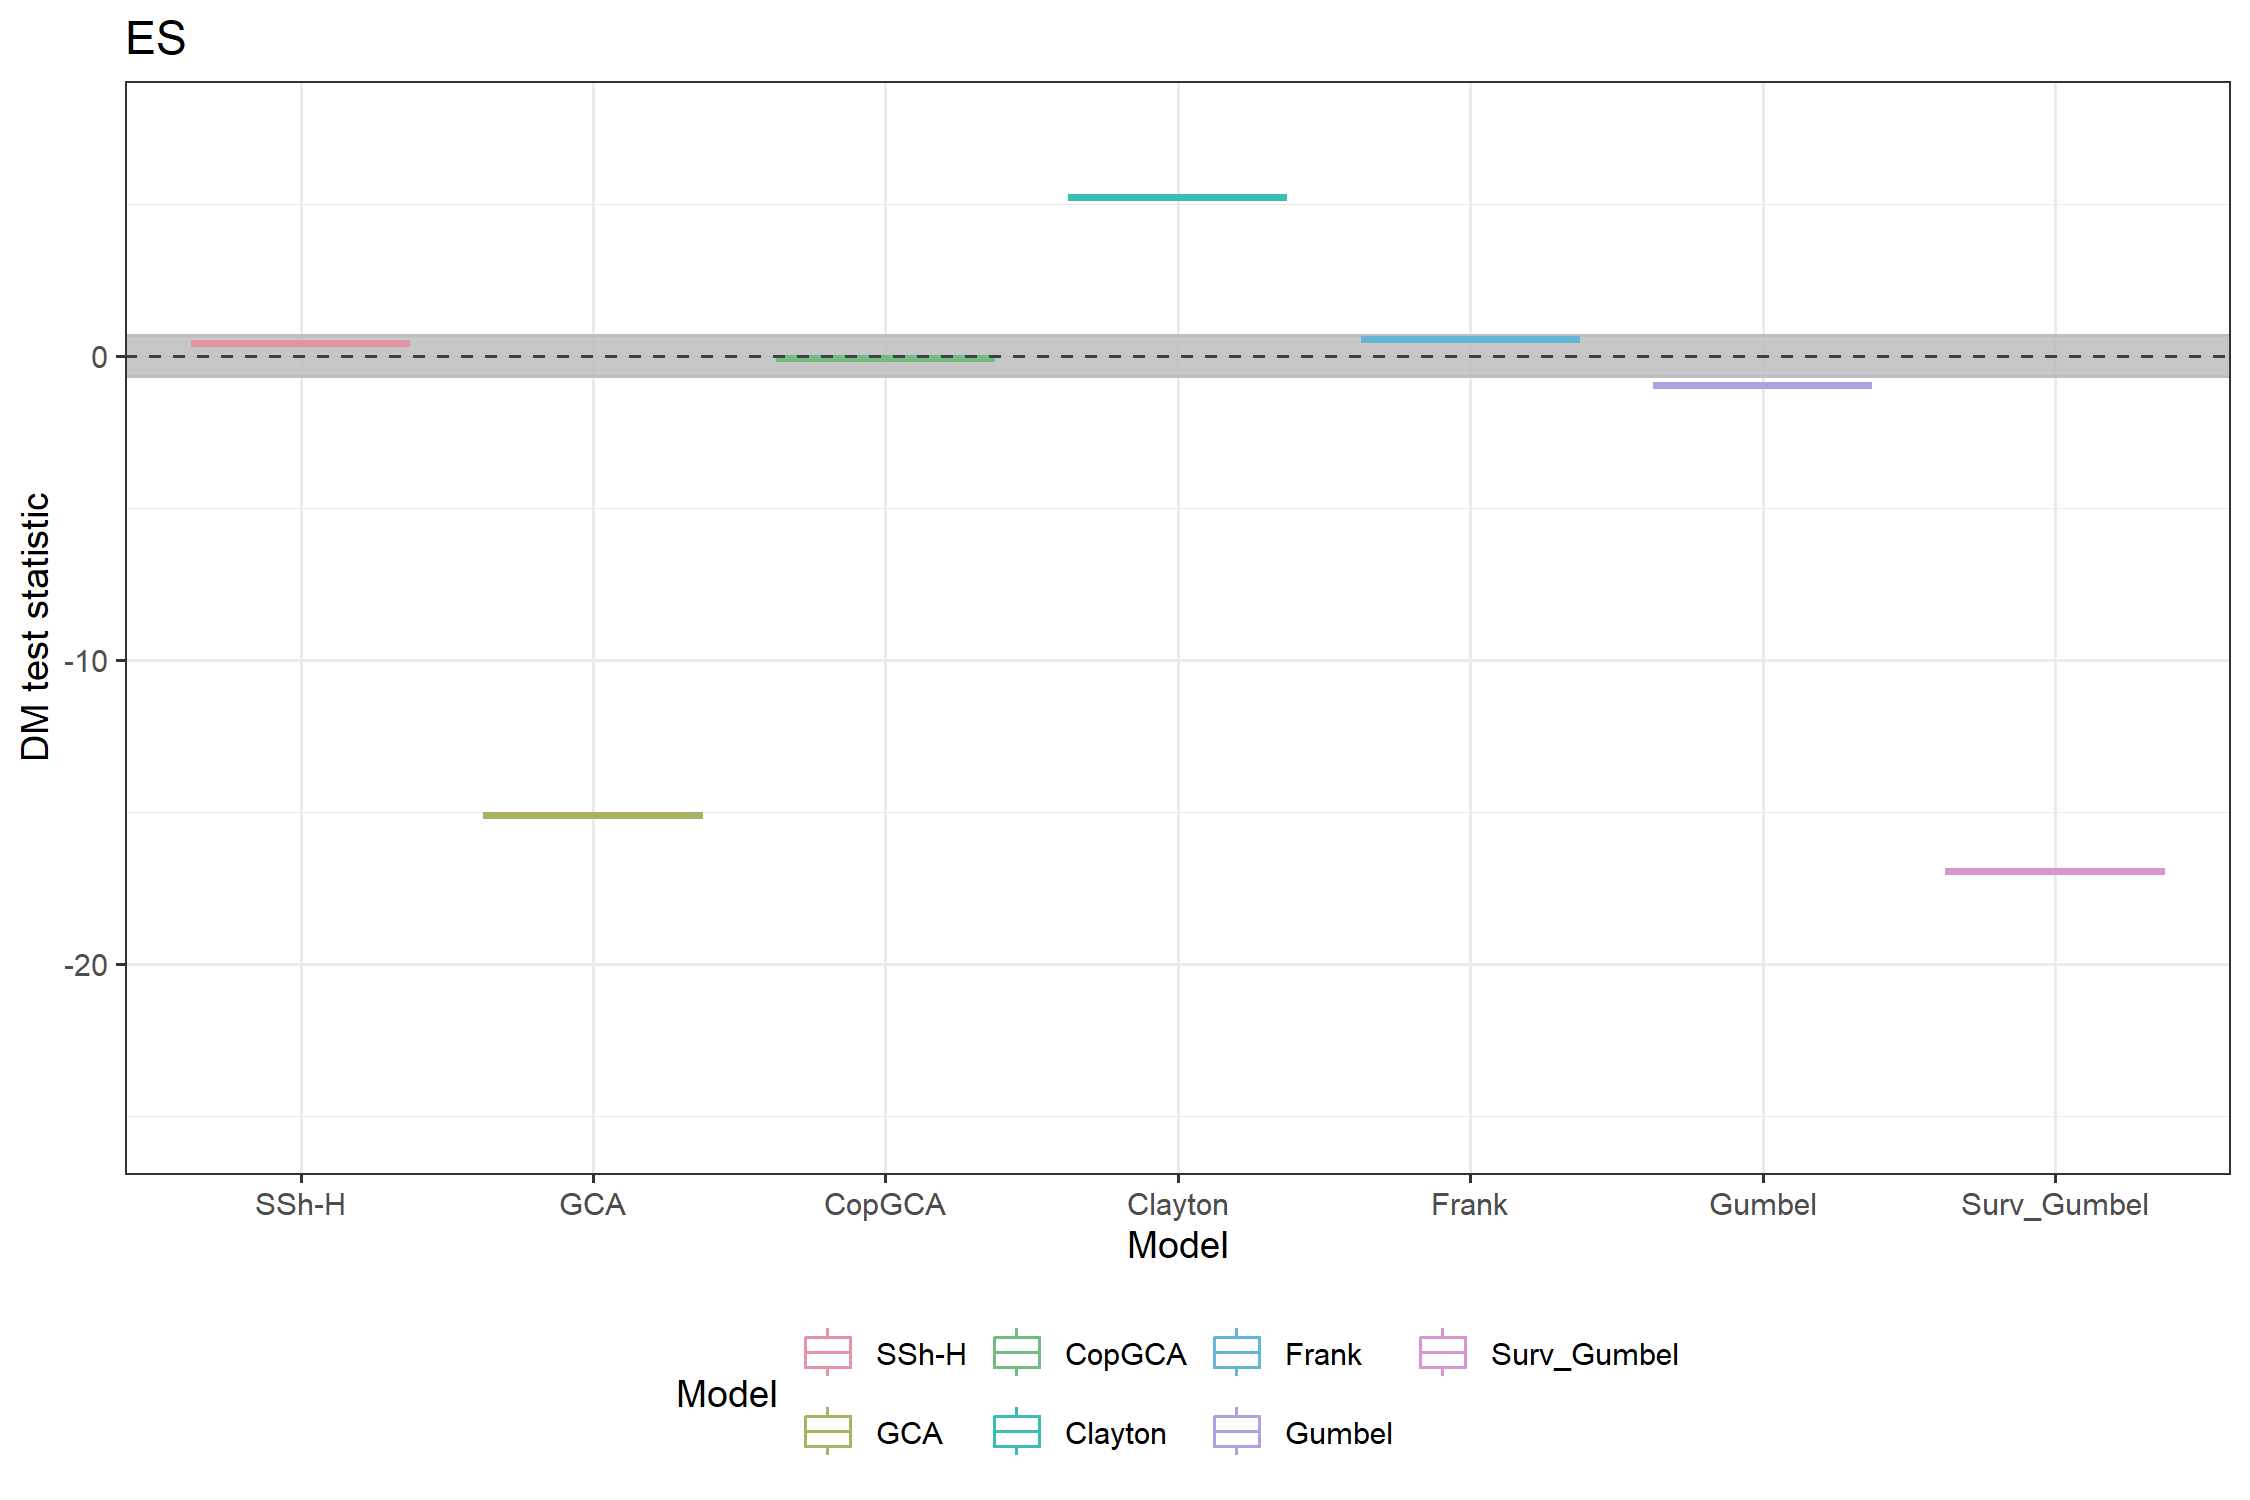 ES
DM test statistic
0
-10
-20
SSh-H GCA CopGCA Clayton Frank Gumbel Surv_Gumbel
Model
Model
SSh-H CopGCA Frank Surv_Gumbel
GCA Clayton Gumbel